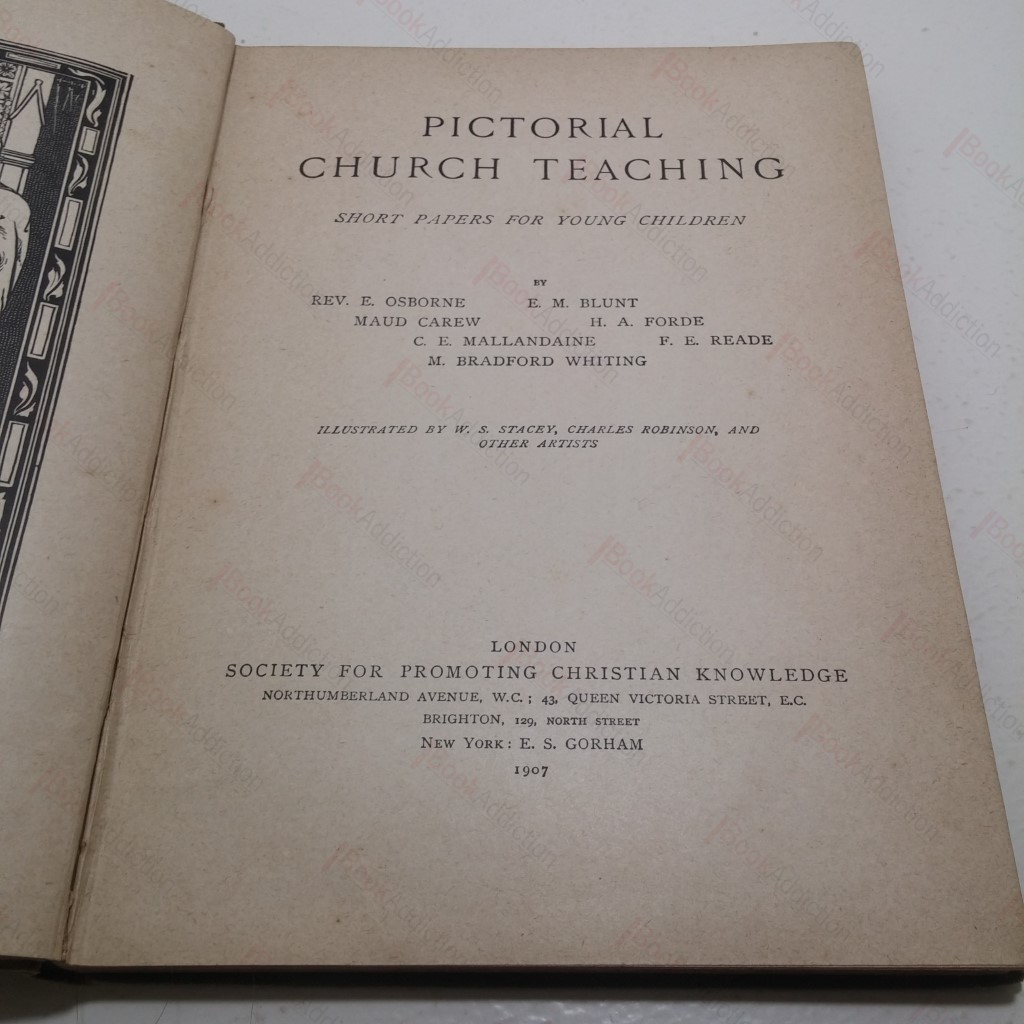 PICTORIAL
CHURCH TEACHING
SHORT PAPERS FOR YOUNG CHILDREN
BY
REV. E. OSBORNE E. M. BLUNT
MAUD CAREW H. A. FORDE
C. E. MALLANDAINE F. E. READE
M. BRADFORD WHITING
ILLUSTRATED BY W. S. STACEY, CHARLES ROBINSON, AND
OTHER ARTISTS
LONDON
SOCIETY FOR PROMOTING CHRISTIAN KNOWLEDGE
NORTHUMBERLAND AVENUE, W.C.; 43, QUEEN VICTORIA STREET, E.C.
BRIGHTON, 129, NORTH STREET
NEW YORK: E. S. GORHAM
1907
BookAddiction